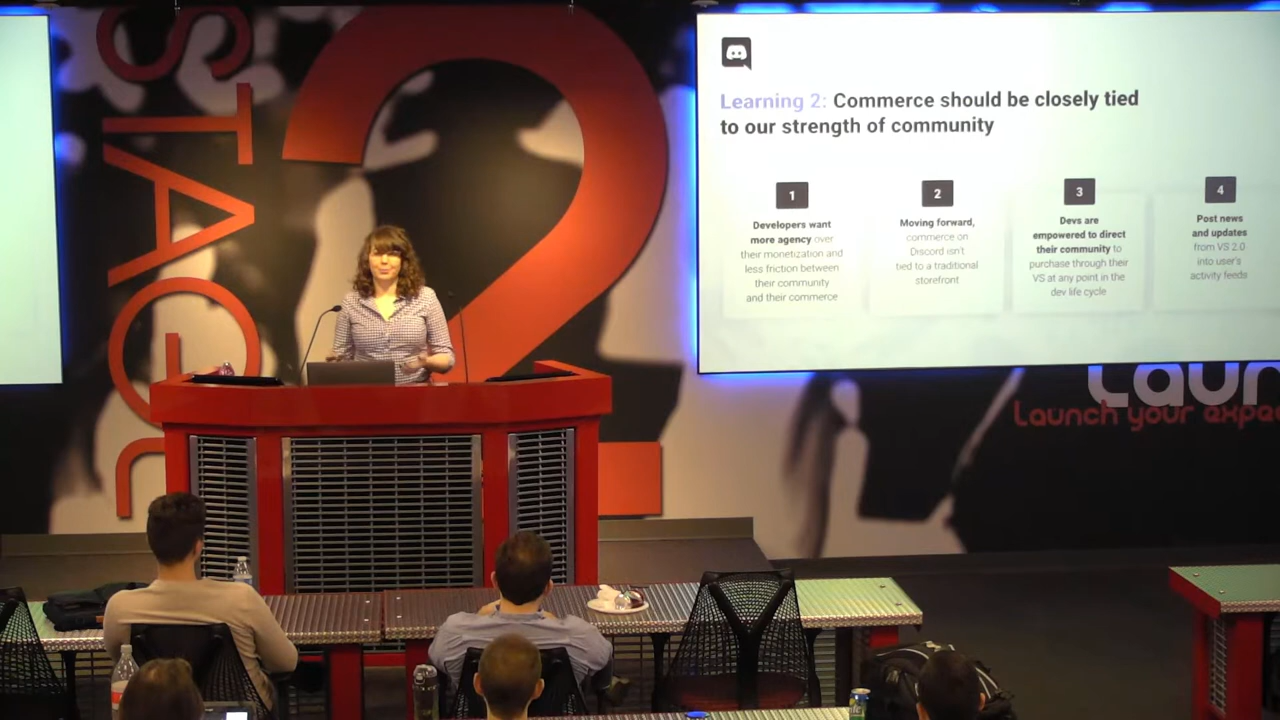 STAGE
2
Learning 2: Commerce should be closely tied
to our strength of community
1
Developers want
more agency over
their monetization and
less friction between
their community
and their commerce
2
Moving forward,
commerce on
Discord isn't
tied to a traditional
storefront
3
Devs are
empowered to direct
their community to
purchase through their
VS at any point in the
dev life cycle
4
Post news
and updates
from VS 2.0
into user's
activity feeds
Laun
Launch your expe